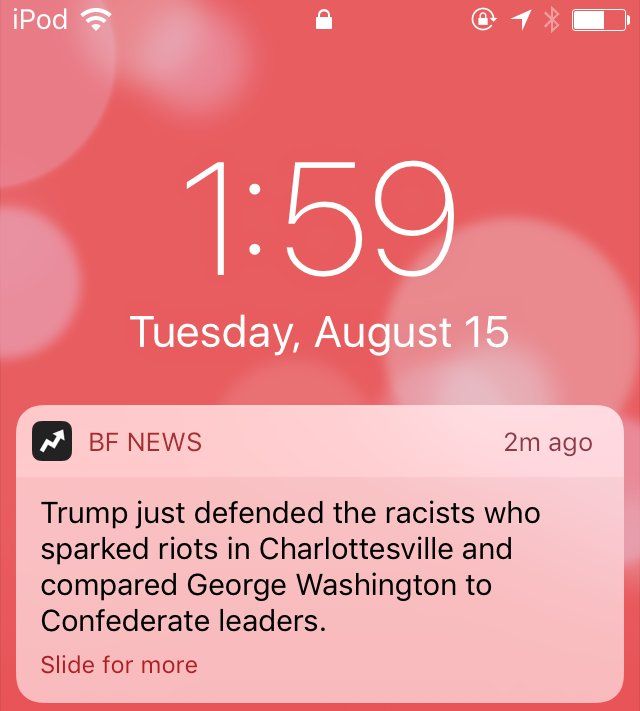 iPod
1:59
Tuesday, August 15
BF NEWS 2m ago
Trump just defended the racists who
sparked riots in Charlottesville and
compared George Washington to
Confederate leaders.
Slide for more